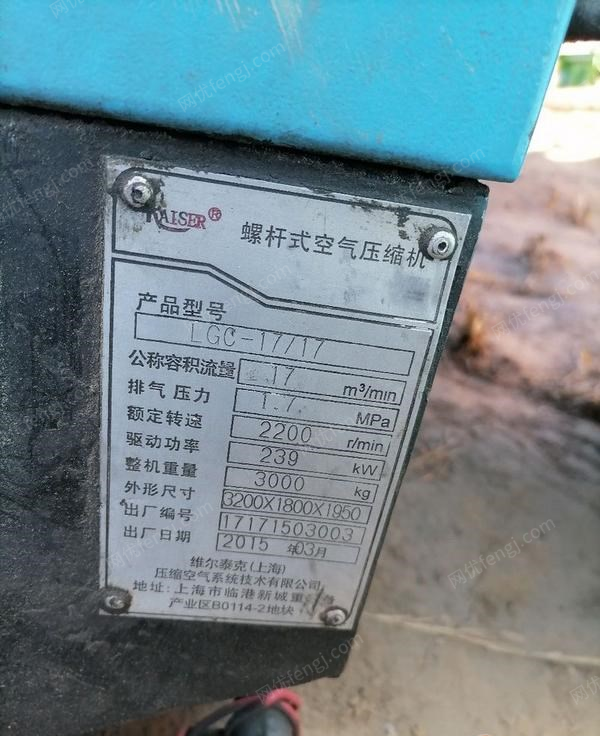 KAISER®
螺杆式空气压缩机
产品型号
LGC-17/17
公称容积流量 17 m³/min
排气压力 1.7 MPa
额定转速 2200 r/min
驱动功率 239 kW
整机重量 3000 kg
外形尺寸 3200X1800X1950
出厂编号 17171503003
出厂日期 2015 年03月
维尔泰克(上海)
压缩空气系统技术有限公司
地址:上海市临港新城重
产业区B0114-2地块